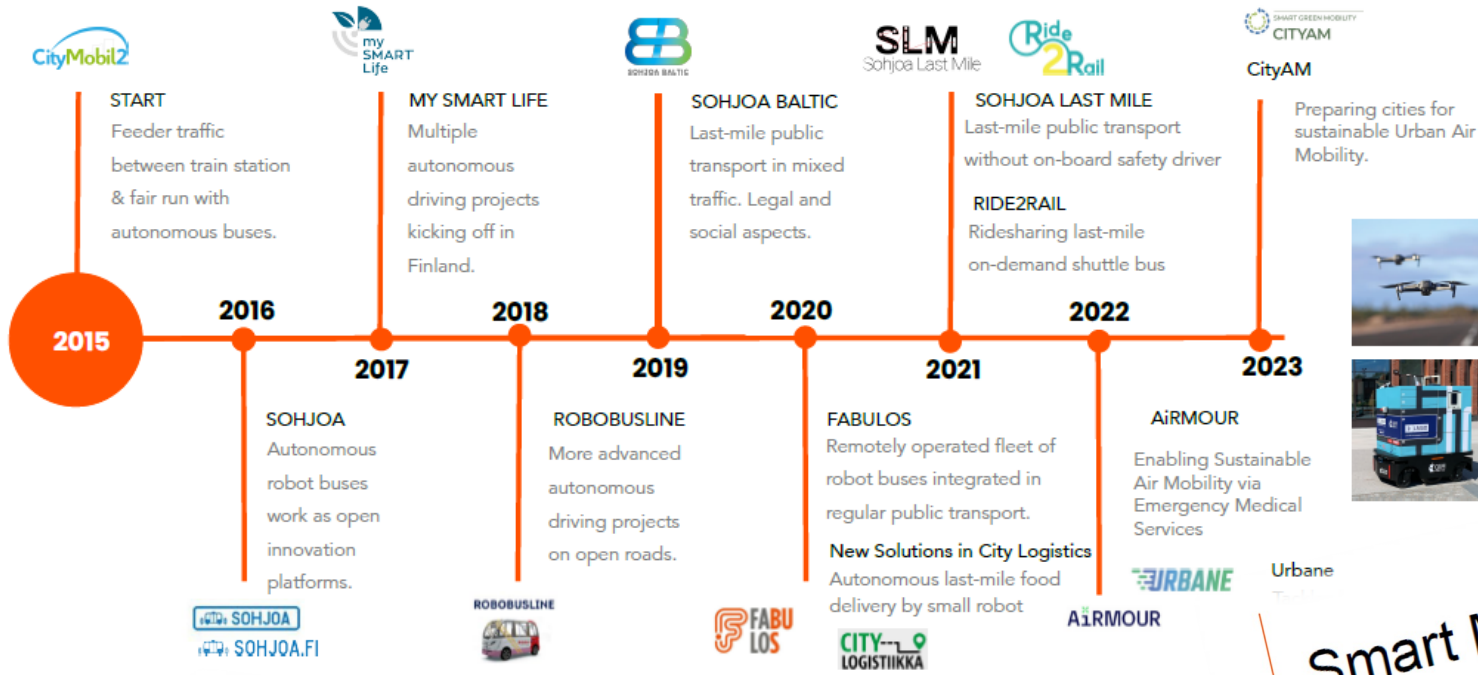 CityMobil2
START
Feeder traffic
between train station
& fair run with
autonomous buses.
my
SMART
Life
MY SMART LIFE
Multiple
autonomous
driving projects
kicking off in
Finland.
SOHJOA BALTIC
SOHJOA BALTIC
Last-mile public
transport in mixed
traffic. Legal and
social aspects.
SLM
Sohjoa Last Mile
Ride
2Rail
SOHJOA LAST MILE
Last-mile public transport
without on-board safety driver
RIDE2RAIL
Ridesharing last-mile
on-demand shuttle bus
SMART GREEN MOBILITY
CITYAM
CityAM
Preparing cities for
sustainable Urban Air
Mobility.
2015
2016
2017
2018
2019
2020
2021
2022
2023
SOHJOA
Autonomous
robot buses
work as open
innovation
platforms.
SOHJOA
SOHJOA.FI
ROBOBUSLINE
More advanced
autonomous
driving projects
on open roads.
ROBOBUSLINE
FABULOS
Remotely operated fleet of
robot buses integrated in
regular public transport.
New Solutions in City Logistics
Autonomous last-mile food
delivery by small robot
FABU
LOS
CITY
LOGISTIIKKA
AiRMOUR
Enabling Sustainable
Air Mobility via
Emergency Medical
Services
URBANE
Urbane
AiRMOUR
Smart